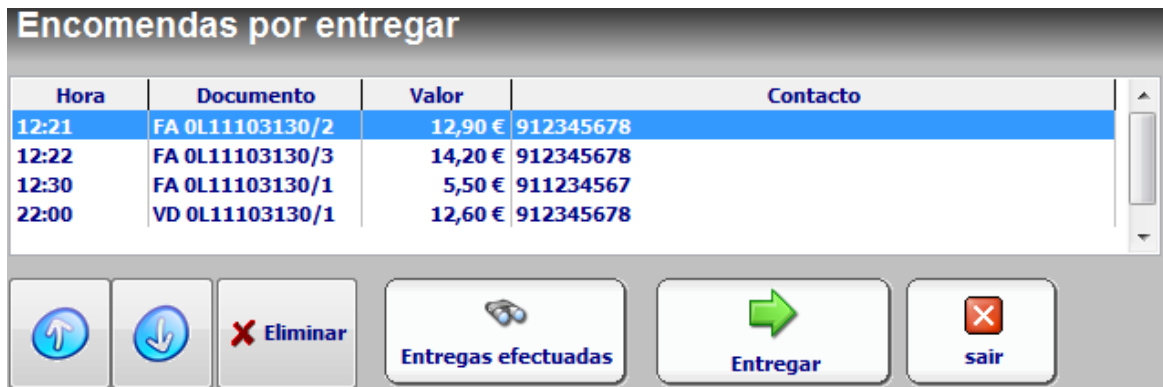 Encomendas por entregar
Hora Documento Valor Contacto
12:21 FA 0L11103130/2 12,90 € 912345678
12:22 FA 0L11103130/3 14,20 € 912345678
12:30 FA 0L11103130/1 5,50 € 911234567
22:00 VD 0L11103130/1 12,60 € 912345678
Eliminar
Entregas efectuadas
Entregar
sair